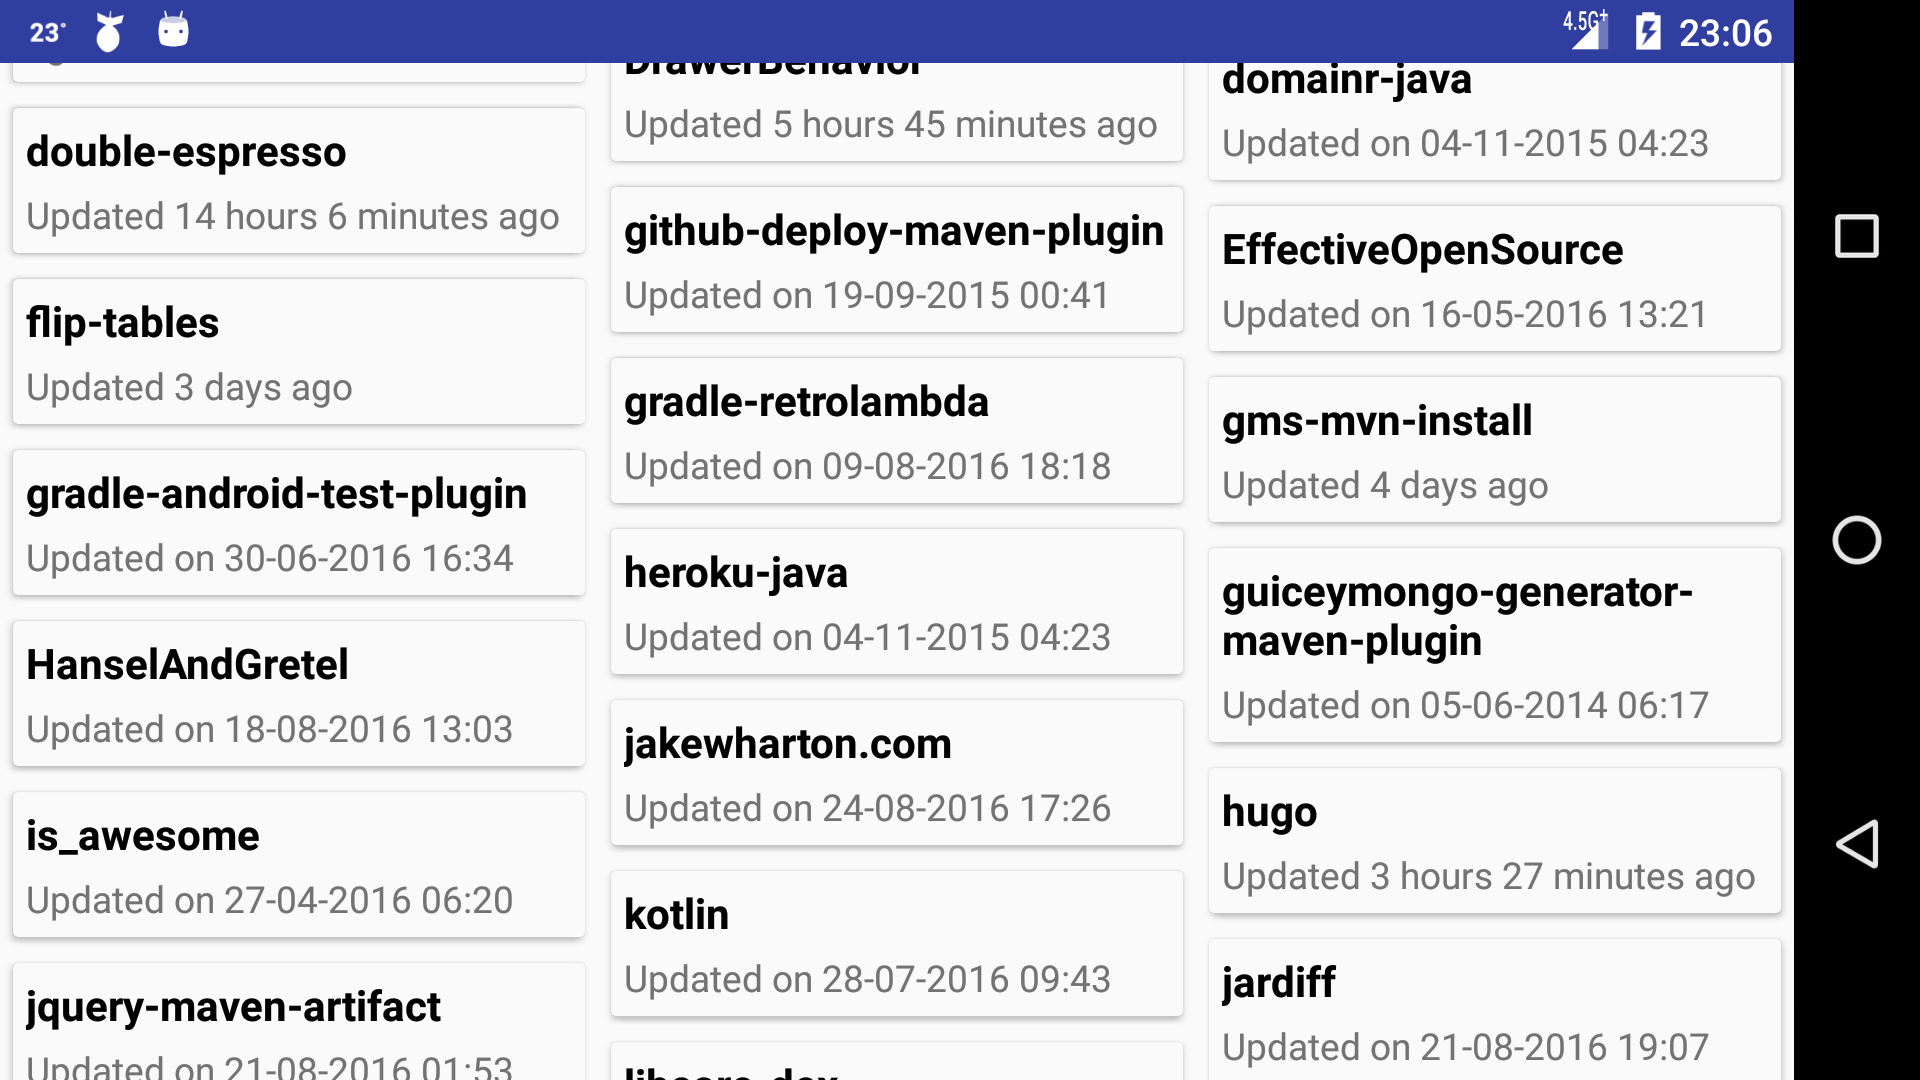 23°
4.5G+
23:06
double-espresso
Updated 14 hours 6 minutes ago
flip-tables
Updated 3 days ago
gradle-android-test-plugin
Updated on 30-06-2016 16:34
HanselAndGretel
Updated on 18-08-2016 13:03
is_awesome
Updated on 27-04-2016 06:20
jquery-maven-artifact
Updated on 21-08-2016 01:53
DrawerBehavior
Updated 5 hours 45 minutes ago
github-deploy-maven-plugin
Updated on 19-09-2015 00:41
gradle-retrolambda
Updated on 09-08-2016 18:18
heroku-java
Updated on 04-11-2015 04:23
jakewharton.com
Updated on 24-08-2016 17:26
kotlin
Updated on 28-07-2016 09:43
domainr-java
Updated on 04-11-2015 04:23
EffectiveOpenSource
Updated on 16-05-2016 13:21
gms-mvn-install
Updated 4 days ago
guiceymongo-generator-
maven-plugin
Updated on 05-06-2014 06:17
hugo
Updated 3 hours 27 minutes ago
jardiff
Updated on 21-08-2016 19:07